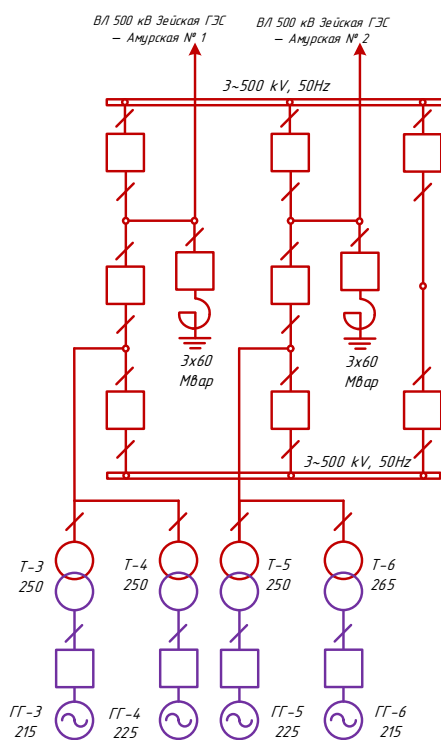 ВЛ 500 кВ Зейская ГЭС
– Амурская № 1
ВЛ 500 кВ Зейская ГЭС
– Амурская № 2
3~500 kV, 50Hz
3х60
Мвар
3х60
Мвар
3~500 kV, 50Hz
Т-3
250
Т-4
250
Т-5
250
Т-6
265
ГГ-3
215
ГГ-4
225
ГГ-5
225
ГГ-6
215